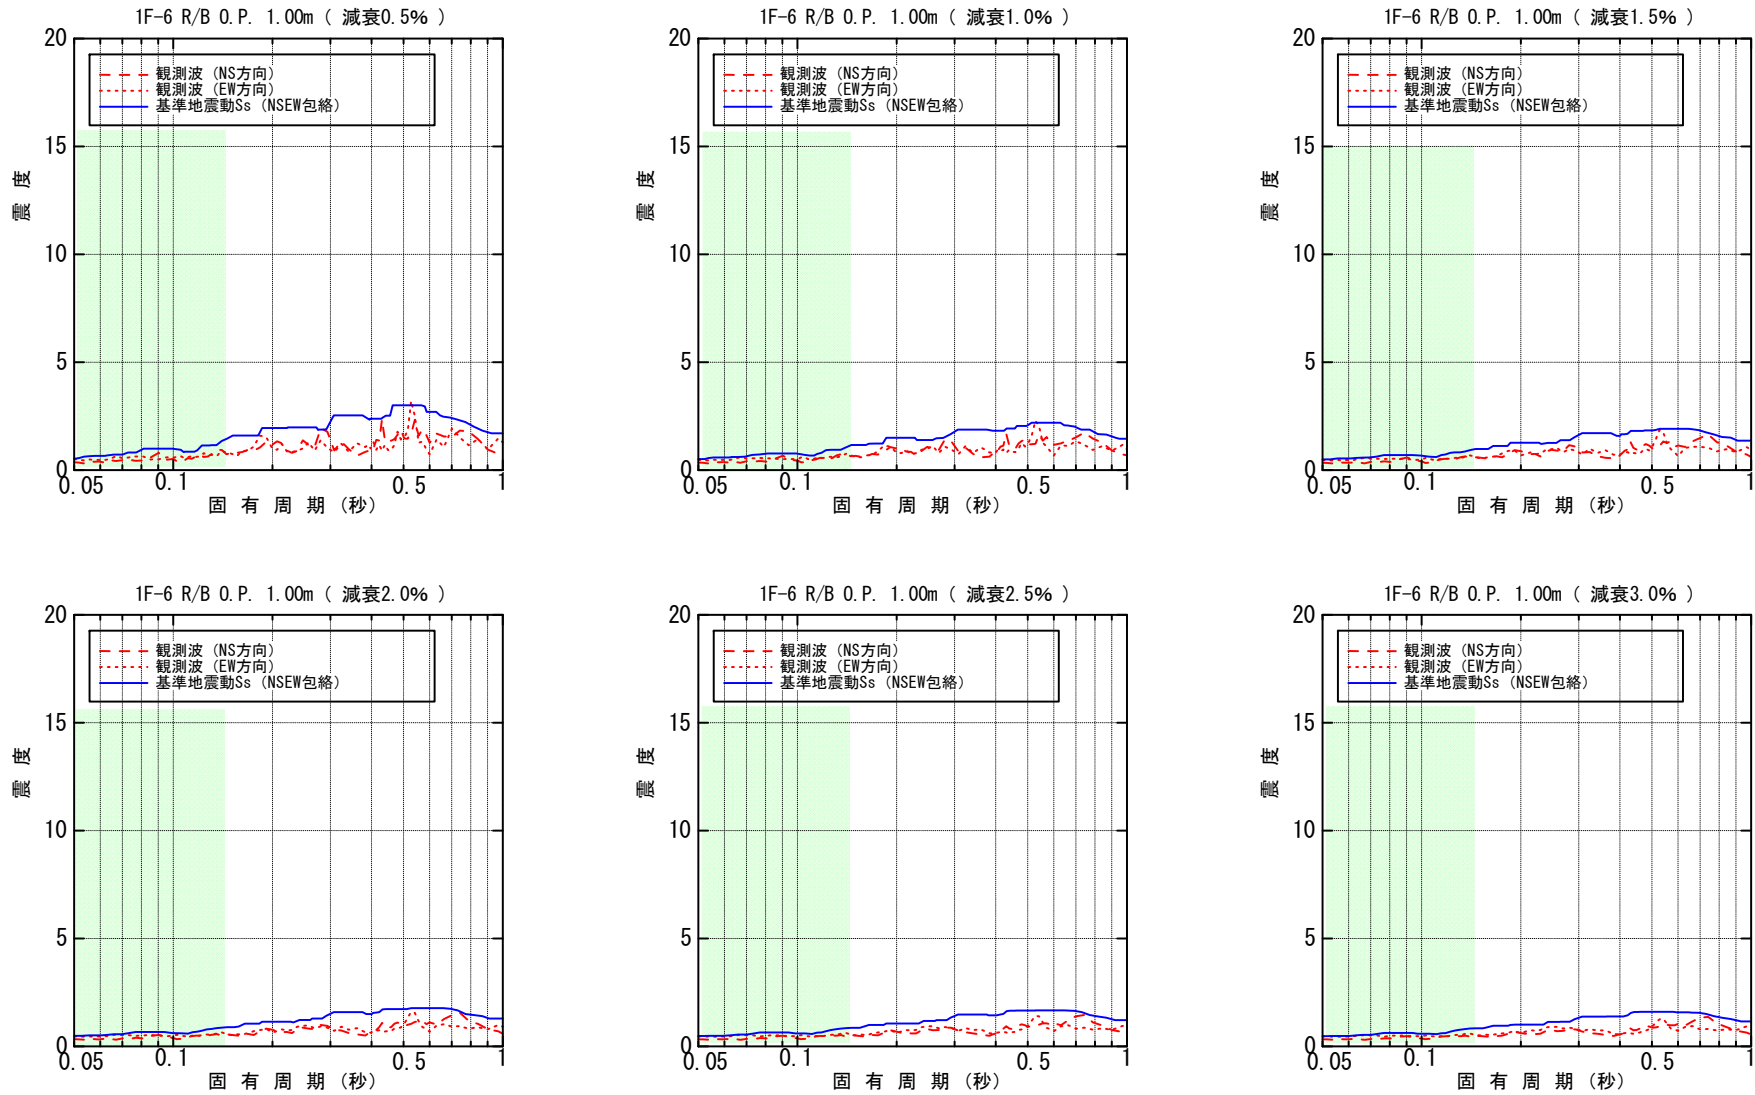 1F-6 R/B O.P. 1.00m ( 減衰0.5% )
20
15
10
5
0
震 度
観測波 (NS方向)
観測波 (EW方向)
基準地震動Ss (NSEW包絡)
0.05
0.1
0.5
1
固 有 周 期 (秒)
1F-6 R/B O.P. 1.00m ( 減衰1.0% )
20
15
10
5
0
震 度
観測波 (NS方向)
観測波 (EW方向)
基準地震動Ss (NSEW包絡)
0.05
0.1
0.5
1
固 有 周 期 (秒)
1F-6 R/B O.P. 1.00m ( 減衰1.5% )
20
15
10
5
0
震 度
観測波 (NS方向)
観測波 (EW方向)
基準地震動Ss (NSEW包絡)
0.05
0.1
0.5
1
固 有 周 期 (秒)
1F-6 R/B O.P. 1.00m ( 減衰2.0% )
20
15
10
5
0
震 度
観測波 (NS方向)
観測波 (EW方向)
基準地震動Ss (NSEW包絡)
0.05
0.1
0.5
1
固 有 周 期 (秒)
1F-6 R/B O.P. 1.00m ( 減衰2.5% )
20
15
10
5
0
震 度
観測波 (NS方向)
観測波 (EW方向)
基準地震動Ss (NSEW包絡)
0.05
0.1
0.5
1
固 有 周 期 (秒)
1F-6 R/B O.P. 1.00m ( 減衰3.0% )
20
15
10
5
0
震 度
観測波 (NS方向)
観測波 (EW方向)
基準地震動Ss (NSEW包絡)
0.05
0.1
0.5
1
固 有 周 期 (秒)